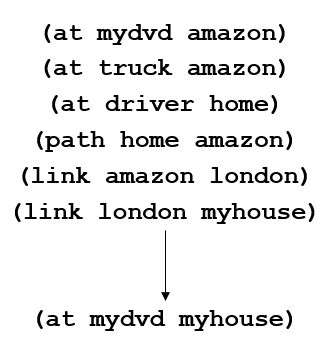 (at mydvd amazon)
(at truck amazon)
(at driver home)
(path home amazon)
(link amazon london)
(link london myhouse)
(at mydvd myhouse)